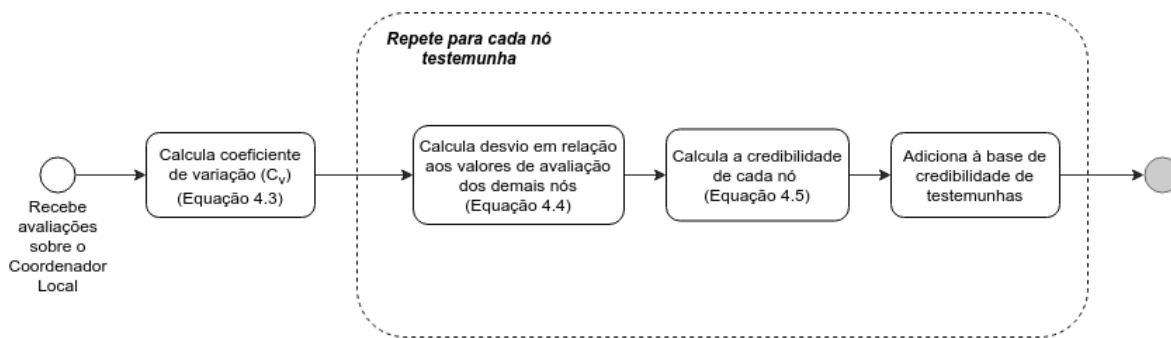 Repete para cada nó
testemunha
Recebe
avaliações
sobre o
Coordenador
Local
Calcula coeficiente
de variação (Cv)
(Equação 4.3)
Calcula desvio em relação
aos valores de avaliação
dos demais nós
(Equação 4.4)
Calcula a credibilidade
de cada nó
(Equação 4.5)
Adiciona à base de
credibilidade de
testemunhas